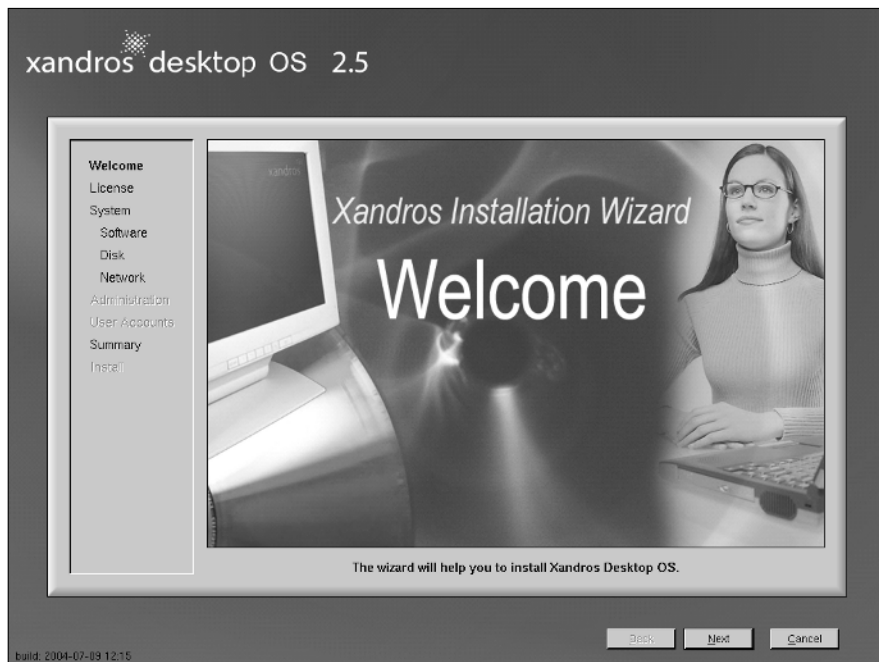 xandros desktop OS 2.5
Welcome
License
System
Software
Disk
Network
Administration
User Accounts
Summary
Install
xandros
Xandros Installation Wizard
Welcome
The wizard will help you to install Xandros Desktop OS.
Back
Next
Cancel
build: 2004-07-09 12:15